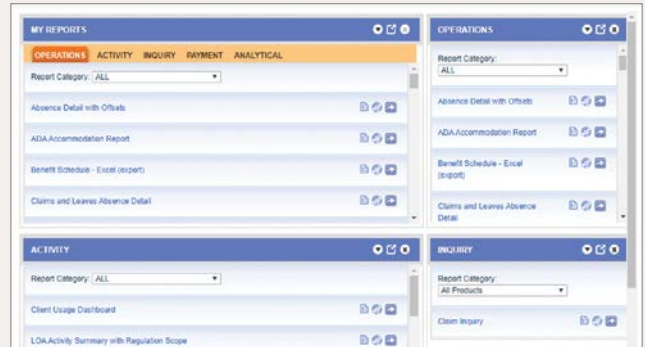 MY REPORTS
OPERATIONS ACTIVITY INQUIRY PAYMENT ANALYTICAL
Report Category: ALL
Absence Detail with Offsets
ADA Accommodation Report
Benefit Schedule - Excel (export)
Claims and Leaves Absence Detail
OPERATIONS
Report Category:
ALL
Absence Detail with Offsets
ADA Accommodation Report
Benefit Schedule - Excel
(export)
Claims and Leaves Absence
Detail
ACTIVITY
Report Category: ALL
Client Usage Dashboard
LOA Activity Summary with Regulation Scope
INQUIRY
Report Category:
All Products
Claim Inquiry